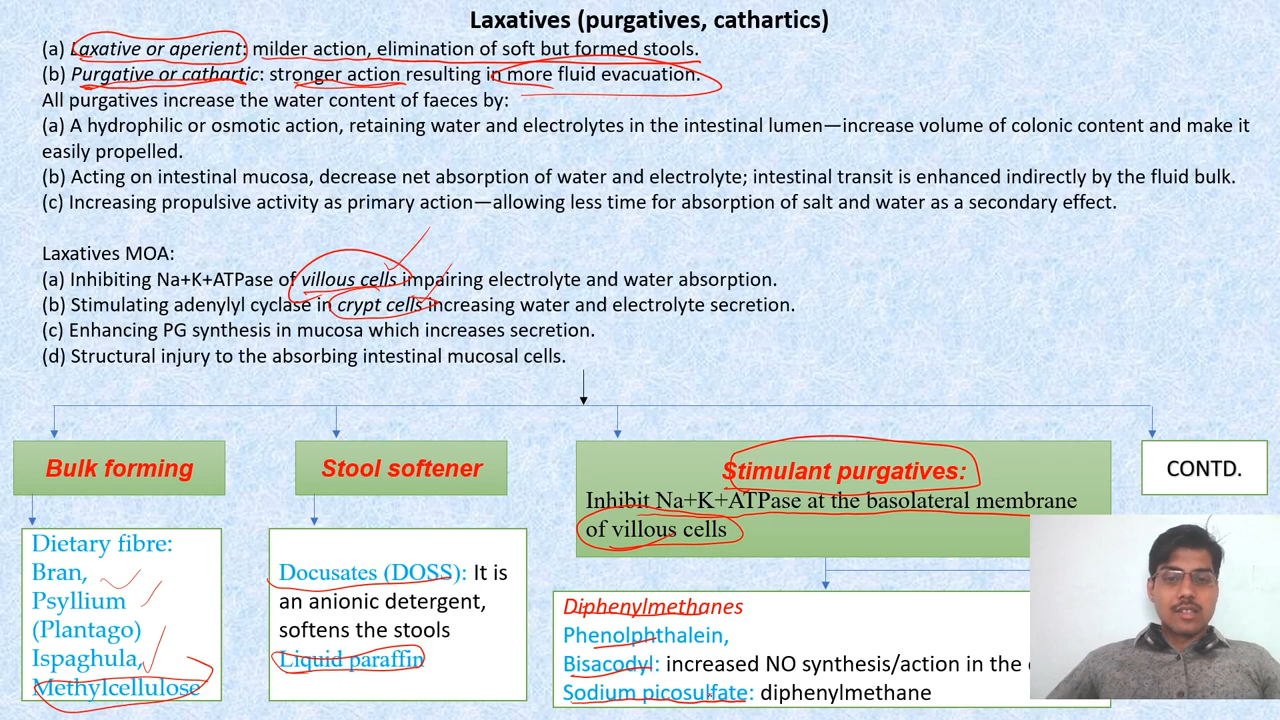 Laxatives (purgatives, cathartics)
(a) Laxative or aperient: milder action, elimination of soft but formed stools.
(b) Purgative or cathartic: stronger action resulting in more fluid evacuation.
All purgatives increase the water content of faeces by:
(a) A hydrophilic or osmotic action, retaining water and electrolytes in the intestinal lumen—increase volume of colonic content and make it
easily propelled.
(b) Acting on intestinal mucosa, decrease net absorption of water and electrolyte; intestinal transit is enhanced indirectly by the fluid bulk.
(c) Increasing propulsive activity as primary action—allowing less time for absorption of salt and water as a secondary effect.
Laxatives MOA:
(a) Inhibiting Na+K+ATPase of villous cells impairing electrolyte and water absorption.
(b) Stimulating adenylyl cyclase in crypt cells increasing water and electrolyte secretion.
(c) Enhancing PG synthesis in mucosa which increases secretion.
(d) Structural injury to the absorbing intestinal mucosal cells.
Bulk forming
Dietary fibre:
Bran,
Psyllium
(Plantago)
Ispaghula,
Methylcellulose
Stool softener
Docusates (DOSS): It is
an anionic detergent,
softens the stools
Liquid paraffin
Stimulant purgatives:
Inhibit Na+K+ATPase at the basolateral membrane
of villous cells
Diphenylmethanes
Phenolphthalein,
Bisacodyl: increased NO synthesis/action in the
Sodium picosulfate: diphenylmethane
CONTD.